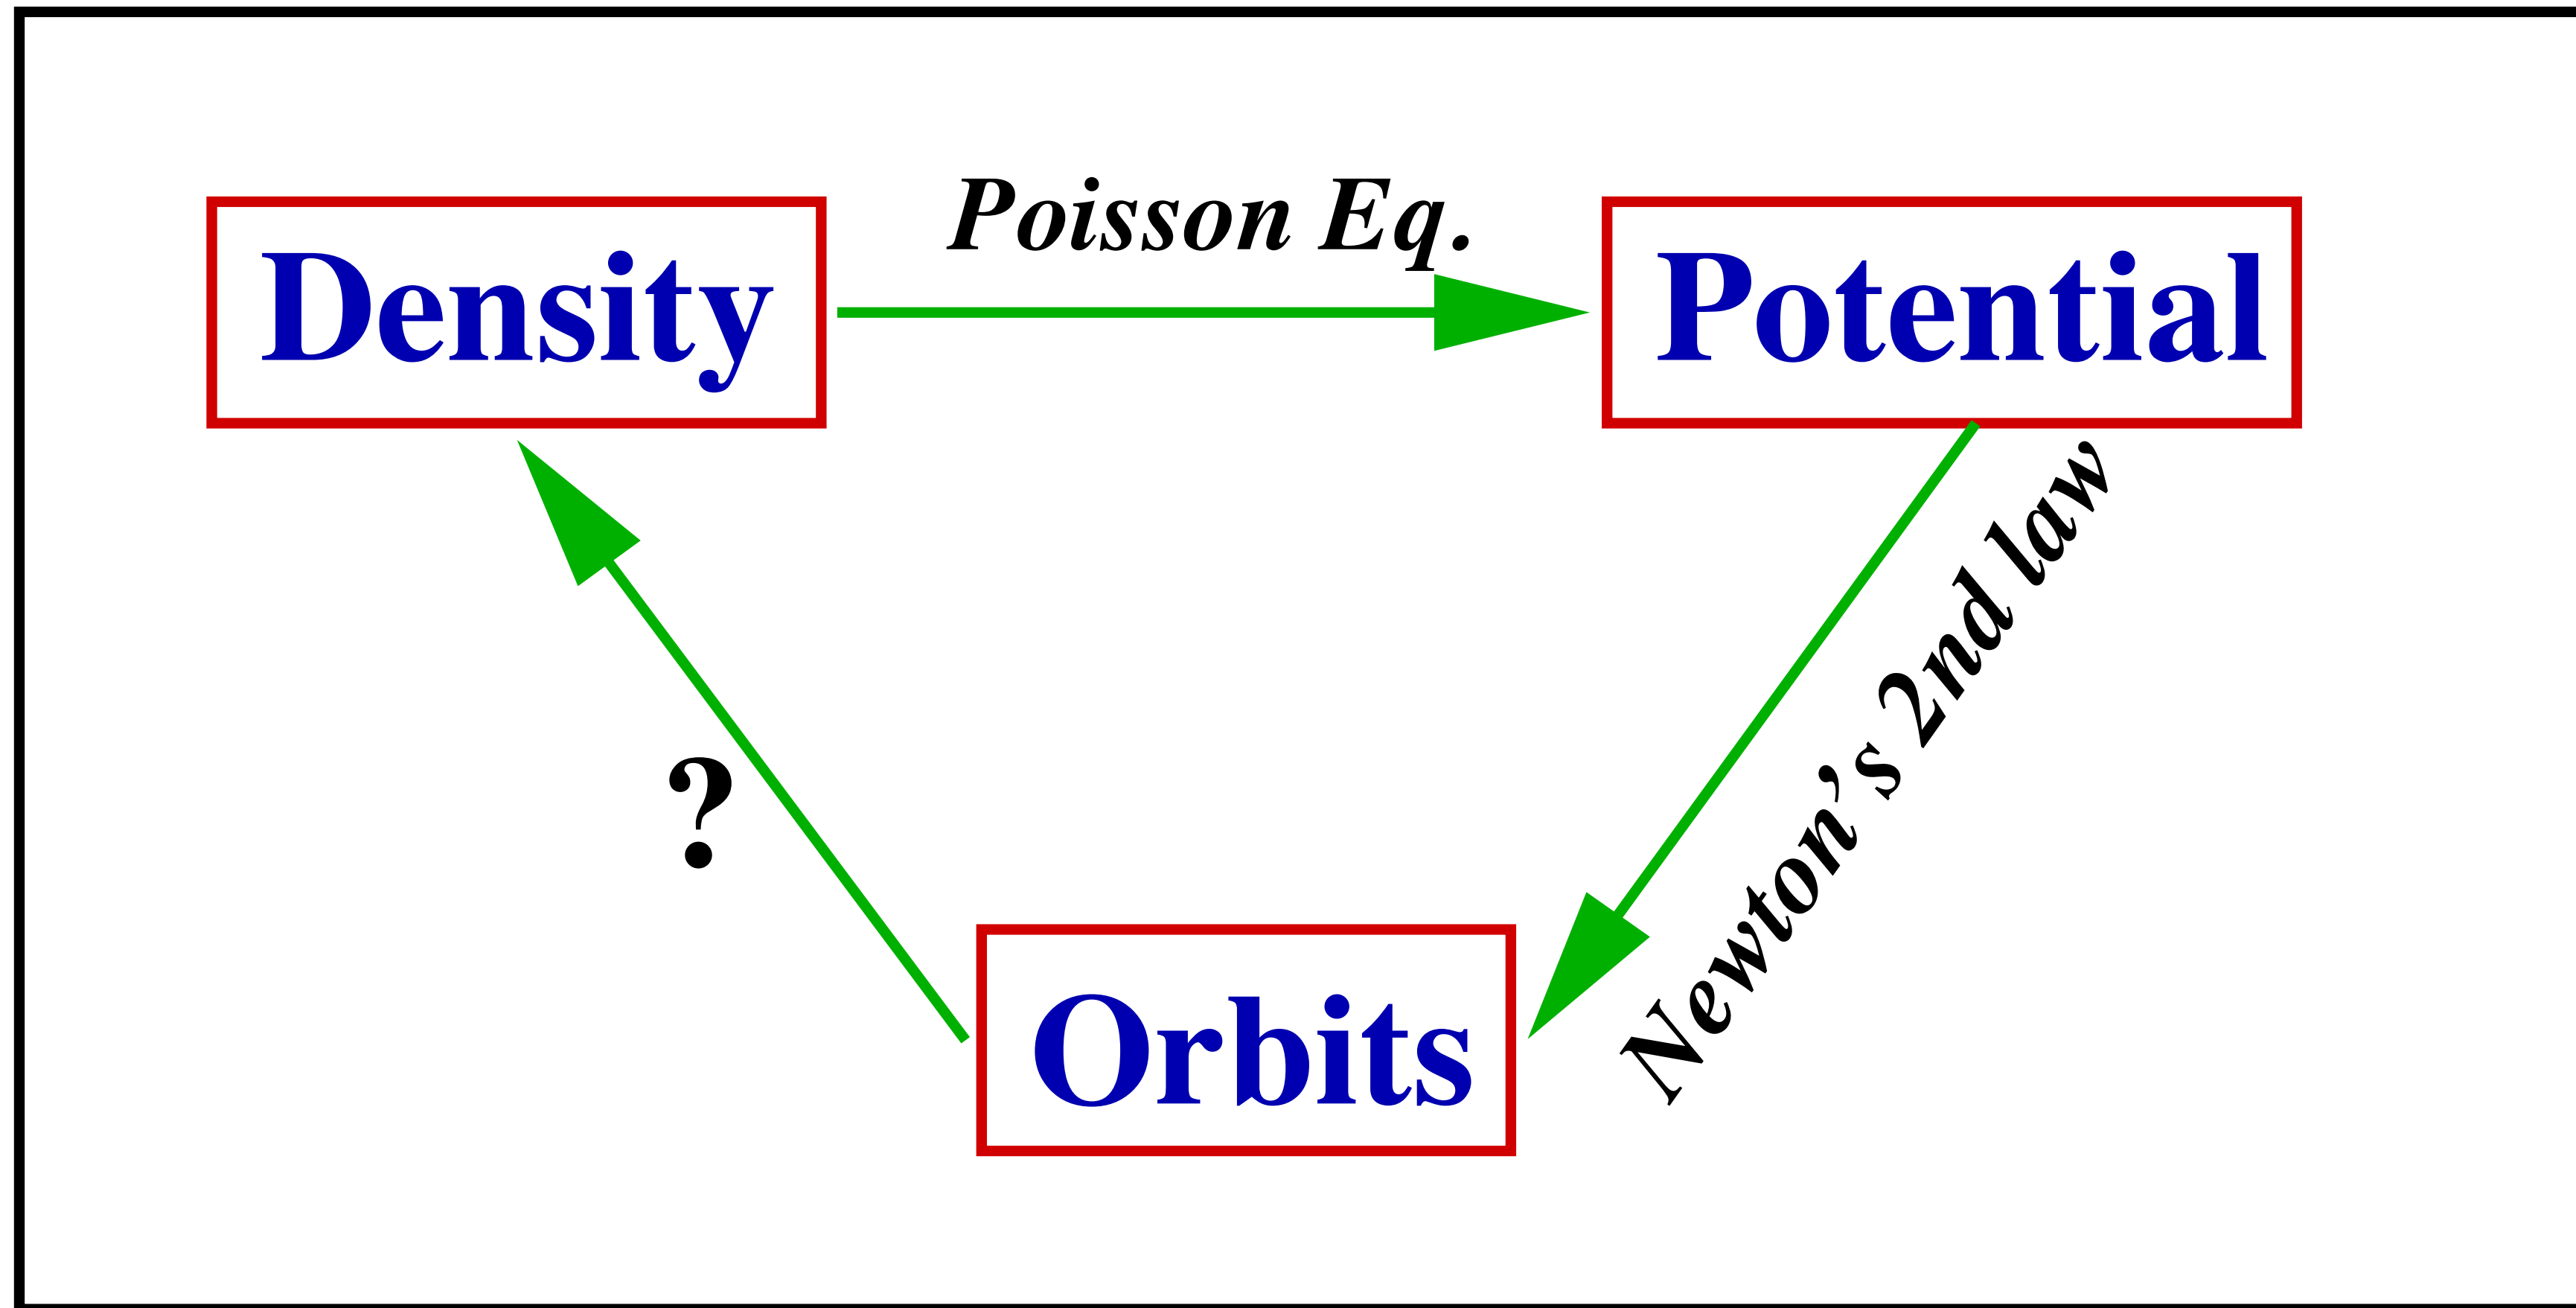 Poisson Eq.
Density
Potential
Newton’s 2nd law
?
Orbits